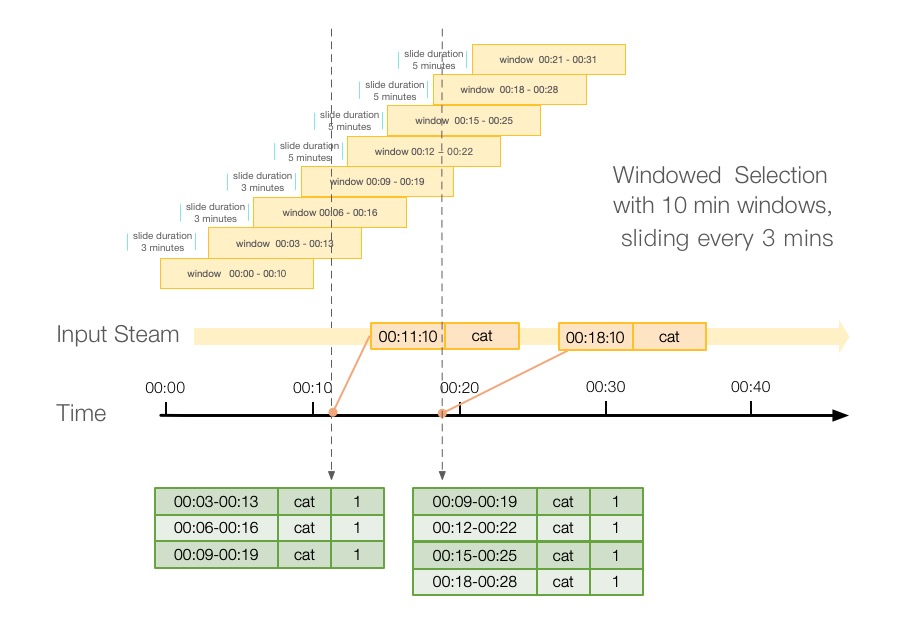 slide duration
5 minutes
window 00:21 - 00:31
slide duration
5 minutes
window 00:18 - 00:28
slide duration
5 minutes
window 00:15 - 00:25
slide duration
5 minutes
window 00:12 - 00:22
slide duration
3 minutes
window 00:09 - 00:19
slide duration
3 minutes
window 00:06 - 00:16
slide duration
3 minutes
window 00:03 - 00:13
window 00:00 - 00:10
Windowed Selection
with 10 min windows,
sliding every 3 mins
Input Steam
00:11:10 cat
00:18:10 cat
00:00 00:10 00:20 00:30 00:40
Time
00:03-00:13 cat 1
00:06-00:16 cat 1
00:09-00:19 cat 1
00:09-00:19 cat 1
00:12-00:22 cat 1
00:15-00:25 cat 1
00:18-00:28 cat 1